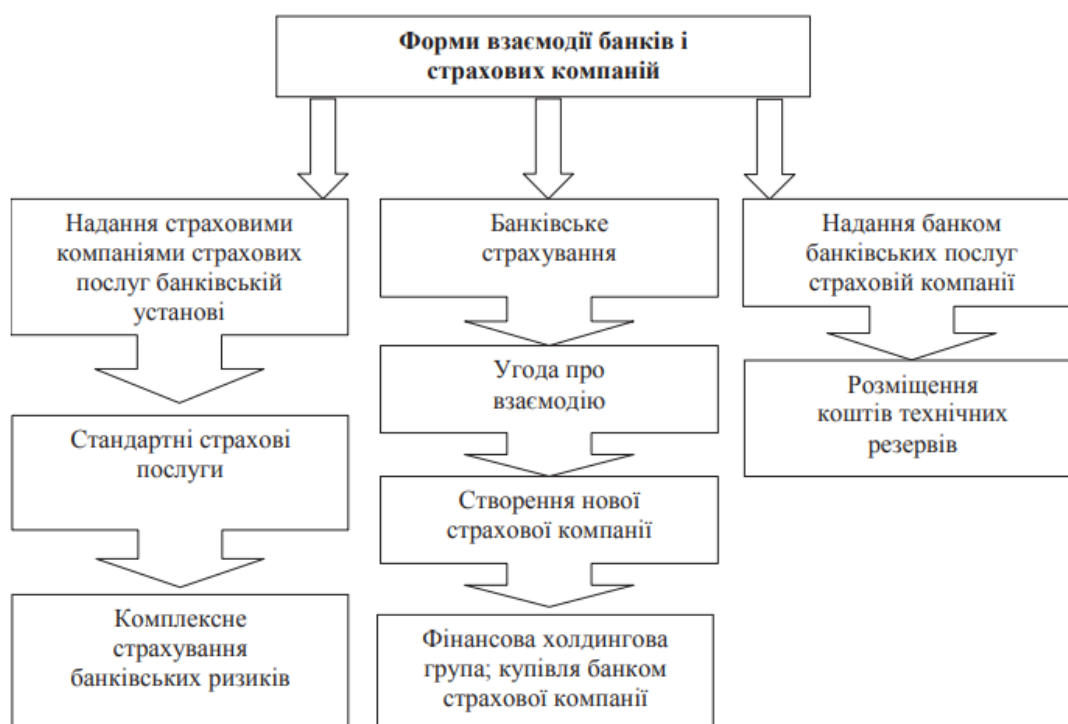 Форми взаємодії банків і
страхових компаній
Надання страховими
компаніями страхових
послуг банківській
установі
Стандартні страхові
послуги
Комплексне
страхування
банківських ризиків
Банківське
страхування
Угода про
взаємодію
Створення нової
страхової компанії
Фінансова холдингова
група; купівля банком
страхової компанії
Надання банком
банківських послуг
страховій компанії
Розміщення
коштів технічних
резервів